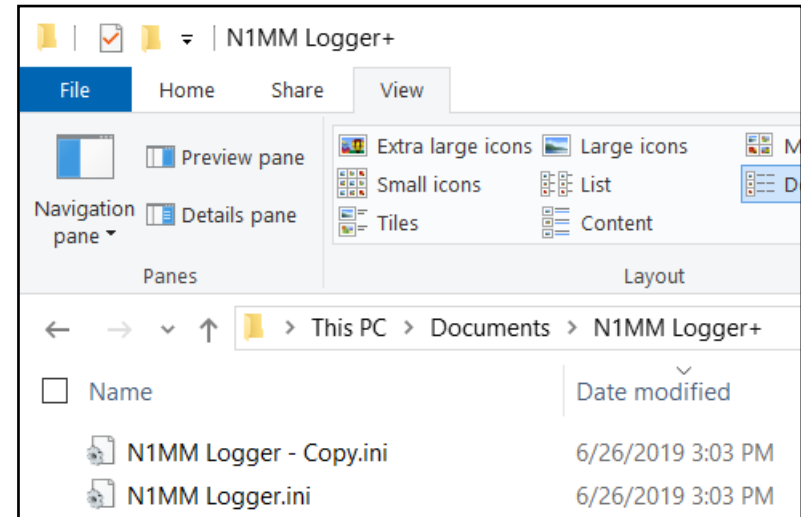 N1MM Logger+
File Home Share View
Preview pane Extra large icons Large icons M
Small icons List De
Navigation pane Details pane
Tiles Content
Panes Layout
This PC > Documents > N1MM Logger+
Name Date modified
N1MM Logger - Copy.ini 6/26/2019 3:03 PM
N1MM Logger.ini 6/26/2019 3:03 PM